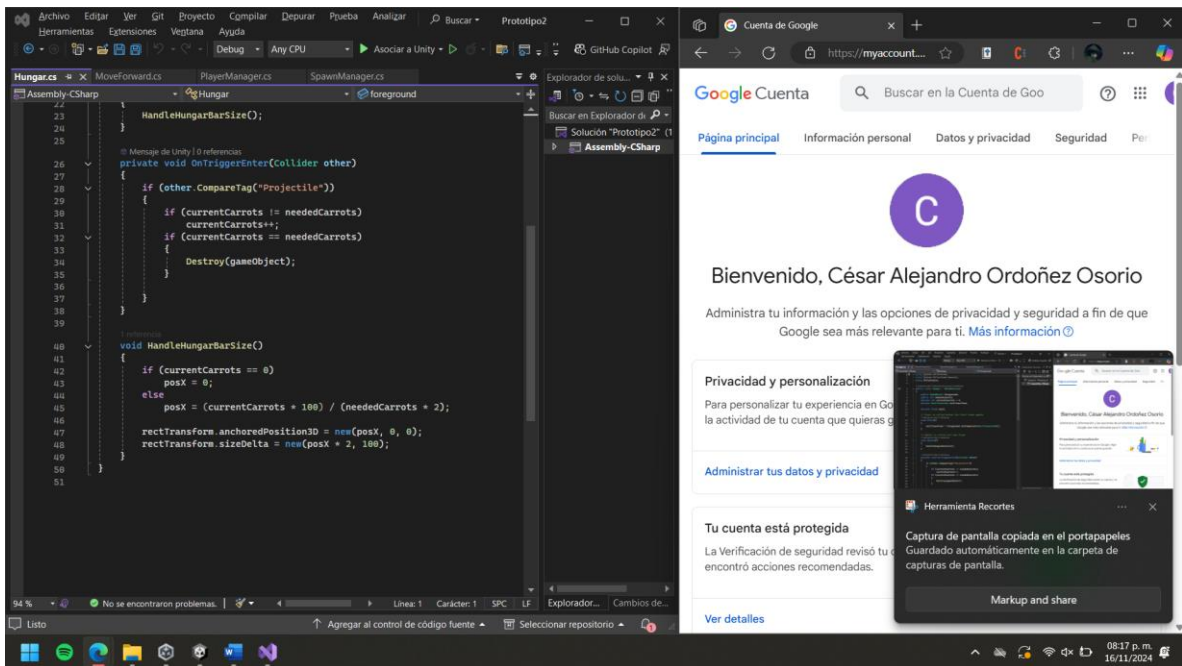 Archivo Editar Ver Git Proyecto Compilar Depurar Prueba Analizar Buscar Prototipo2
Herramientas Extensiones Ventana Ayuda
Debug Any CPU Asociar a Unity GitHub Copilot
Hungar.cs MoveForward.cs PlayerManager.cs SpawnManager.cs
Assembly-CSharp Hungar foreground
22 {
23 HandleHungarBarSize();
24 }
25
Mensaje de Unity | 0 referencias
26 private void OnTriggerEnter(Collider other)
27 {
28 if (other.CompareTag("Projectile"))
29 {
30 if (currentCarrots != neededCarrots)
31 currentCarrots++;
32 if (currentCarrots == neededCarrots)
33 {
34 Destroy(gameObject);
35 }
36
37 }
38 }
39
1 referencia
40 void HandleHungarBarSize()
41 {
42 if (currentCarrots == 0)
43 posX = 0;
44 else
45 posX = (currentCarrots * 100) / (neededCarrots * 2);
46
47 rectTransform.anchoredPosition3D = new(posX, 0, 0);
48 rectTransform.sizeDelta = new(posX * 2, 100);
49 }
50 }
51
94 % No se encontraron problemas. Línea: 1 Carácter: 1 SPC LF
Explorador de solu...
Buscar en Explorador de
Solución "Prototipo2" (1
Assembly-CSharp
Explorador... Cambios de...
Listo Agregar al control de código fuente Seleccionar repositorio
Cuenta de Google
https://myaccount....
Google Cuenta Buscar en la Cuenta de Goo
Página principal Información personal Datos y privacidad Seguridad Per
C
Bienvenido, César Alejandro Ordoñez Osorio
Administra tu información y las opciones de privacidad y seguridad a fin de que
Google sea más relevante para ti. Más información
Privacidad y personalización
Para personalizar tu experiencia en Go
la actividad de tu cuenta que quieras g
Administrar tus datos y privacidad
Tu cuenta está protegida
La Verificación de seguridad revisó tu c
encontró acciones recomendadas.
Ver detalles
Herramienta Recortes
Captura de pantalla copiada en el portapapeles
Guardado automáticamente en la carpeta de
capturas de pantalla.
Markup and share
08:17 p. m.
16/11/2024